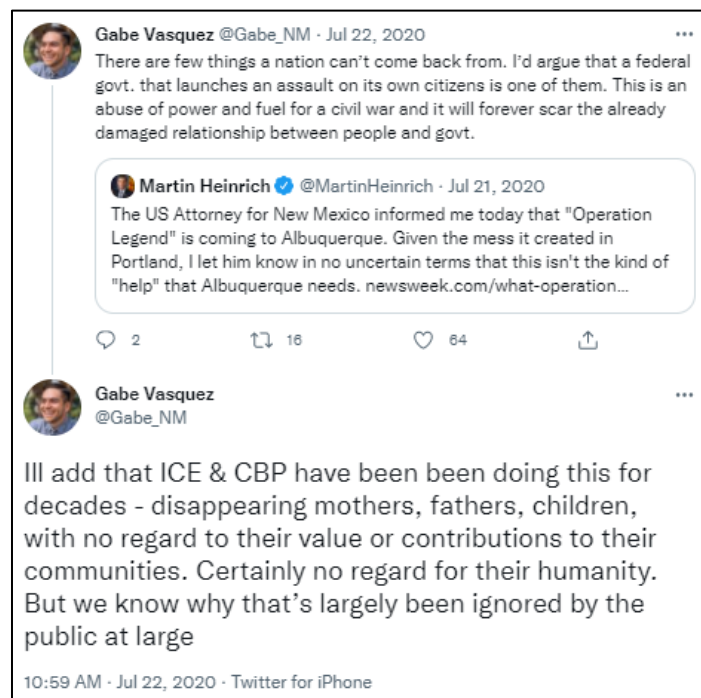 Gabe Vasquez @Gabe_NM · Jul 22, 2020
There are few things a nation can't come back from. I'd argue that a federal
govt. that launches an assault on its own citizens is one of them. This is an
abuse of power and fuel for a civil war and it will forever scar the already
damaged relationship between people and govt.
Martin Heinrich @MartinHeinrich · Jul 21, 2020
The US Attorney for New Mexico informed me today that "Operation
Legend" is coming to Albuquerque. Given the mess it created in
Portland, I let him know in no uncertain terms that this isn't the kind of
"help" that Albuquerque needs. newsweek.com/what-operation...
2 16 64
Gabe Vasquez
@Gabe_NM
Ill add that ICE & CBP have been been doing this for
decades - disappearing mothers, fathers, children,
with no regard to their value or contributions to their
communities. Certainly no regard for their humanity.
But we know why that's largely been ignored by the
public at large
10:59 AM · Jul 22, 2020 · Twitter for iPhone